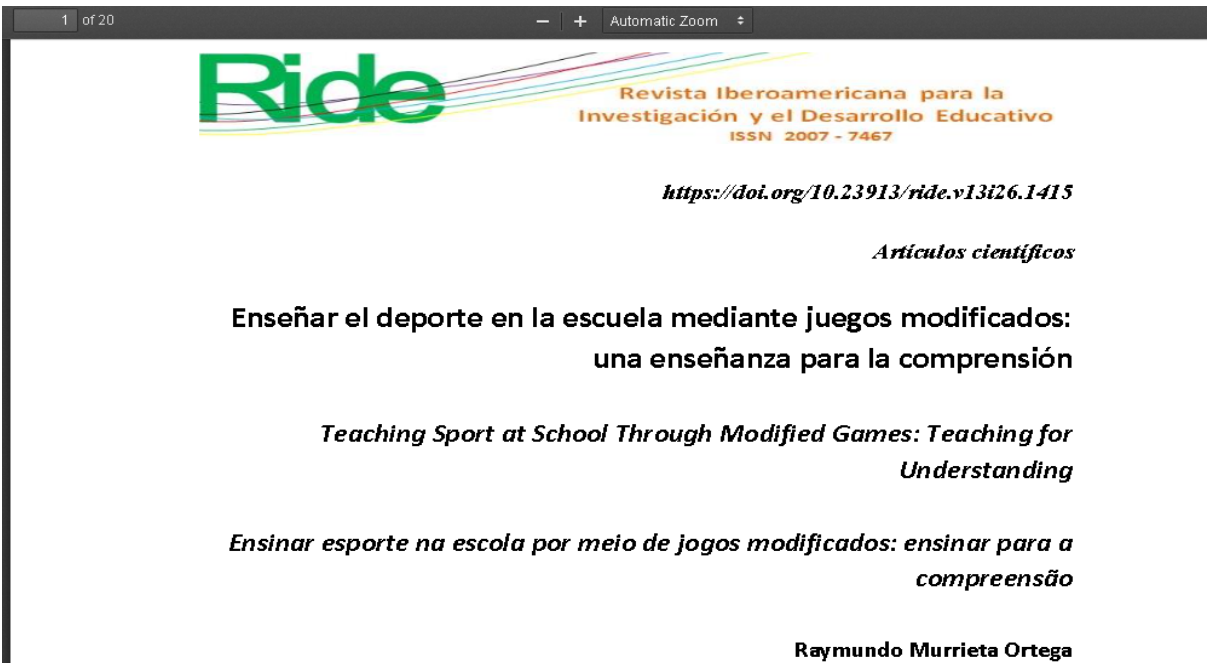 1 of 20 − + Automatic Zoom
Ride
Revista Iberoamericana para la
Investigación y el Desarrollo Educativo
ISSN 2007 - 7467
https://doi.org/10.23913/ride.v13i26.1415
Artículos científicos
Enseñar el deporte en la escuela mediante juegos modificados:
una enseñanza para la comprensión
Teaching Sport at School Through Modified Games: Teaching for
Understanding
Ensinar esporte na escola por meio de jogos modificados: ensinar para a
compreensão
Raymundo Murrieta Ortega